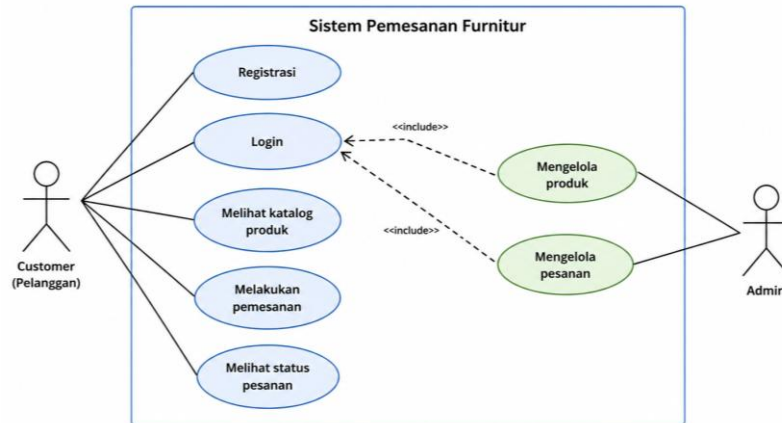 Sistem Pemesanan Furnitur
Registrasi
Login
<<include>>
Mengelola
produk
Melihat katalog
produk
<<include>>
Mengelola
pesanan
Customer
(Pelanggan)
Admin
Melakukan
pemesanan
Melihat status
pesanan